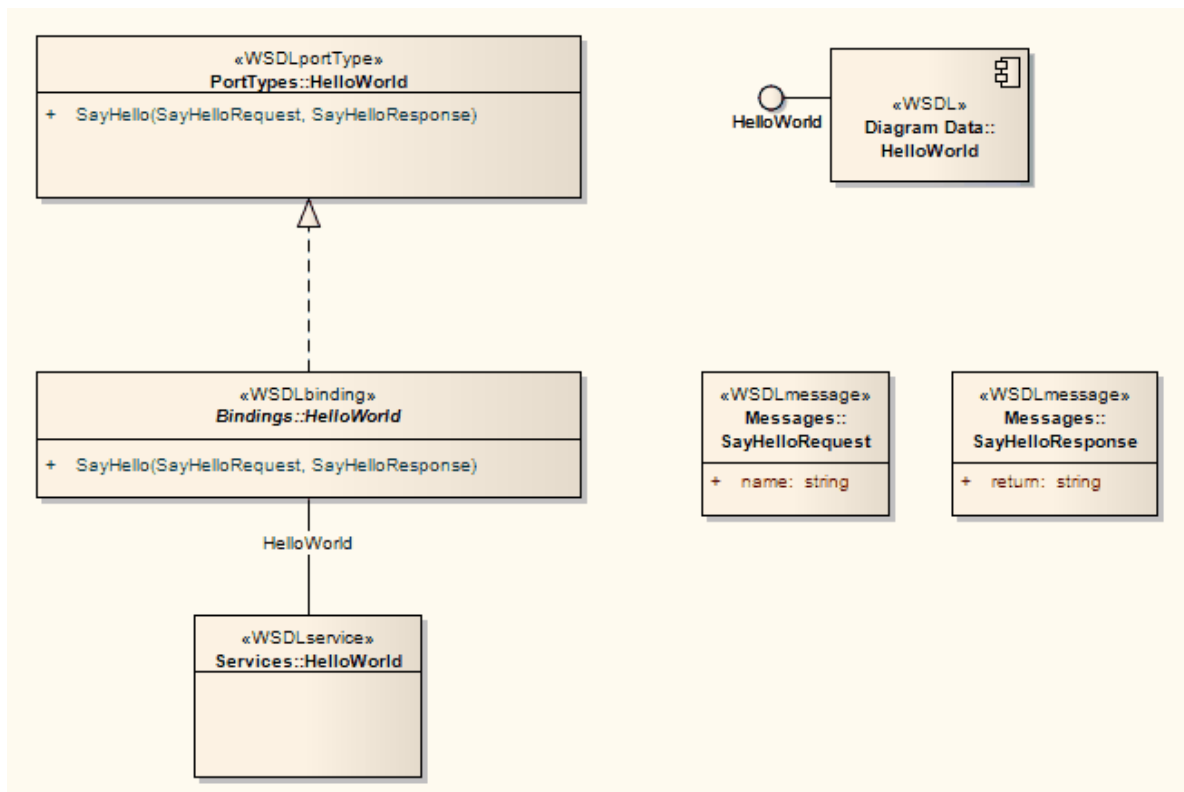 «WSDLportType»
PortTypes::HelloWorld
+ SayHello(SayHelloRequest, SayHelloResponse)
HelloWorld
«WSDL»
Diagram Data::
HelloWorld
«WSDLbinding»
Bindings::HelloWorld
+ SayHello(SayHelloRequest, SayHelloResponse)
«WSDLmessage»
Messages::
SayHelloRequest
+ name: string
«WSDLmessage»
Messages::
SayHelloResponse
+ return: string
HelloWorld
«WSDLservice»
Services::HelloWorld